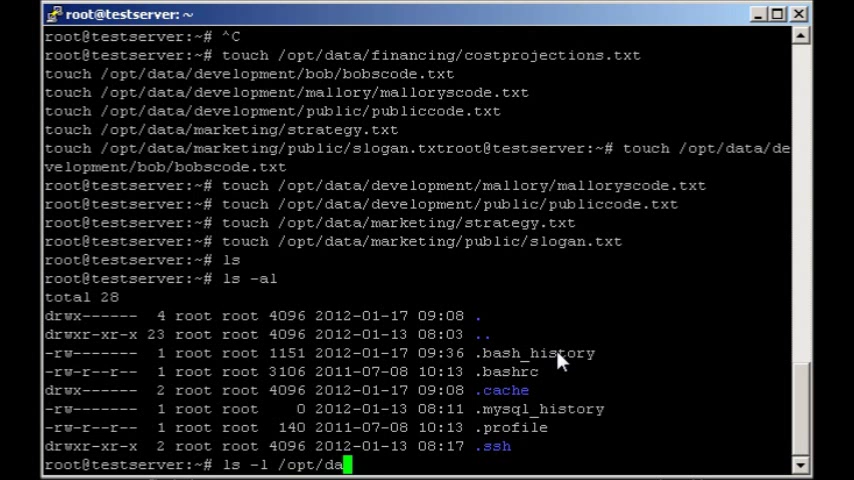 root@testserver: ~
root@testserver:~# ^C
root@testserver:~# touch /opt/data/financing/costprojections.txt
touch /opt/data/development/bob/bobscode.txt
touch /opt/data/development/mallory/malloryscode.txt
touch /opt/data/development/public/publiccode.txt
touch /opt/data/marketing/strategy.txt
touch /opt/data/marketing/public/slogan.txtroot@testserver:~# touch /opt/data/de
velopment/bob/bobscode.txt
root@testserver:~# touch /opt/data/development/mallory/malloryscode.txt
root@testserver:~# touch /opt/data/development/public/publiccode.txt
root@testserver:~# touch /opt/data/marketing/strategy.txt
root@testserver:~# touch /opt/data/marketing/public/slogan.txt
root@testserver:~# ls
root@testserver:~# ls -al
total 28
drwx------  4 root root 4096 2012-01-17 09:08 .
drwxr-xr-x 23 root root 4096 2012-01-13 08:03 ..
-rw-------  1 root root 1151 2012-01-17 09:36 .bash_history
-rw-r--r--  1 root root 3106 2011-07-08 10:13 .bashrc
drwx------  2 root root 4096 2012-01-17 09:08 .cache
-rw-------  1 root root    0 2012-01-13 08:11 .mysql_history
-rw-r--r--  1 root root  140 2011-07-08 10:13 .profile
drwxr-xr-x  2 root root 4096 2012-01-13 08:17 .ssh
root@testserver:~# ls -l /opt/da